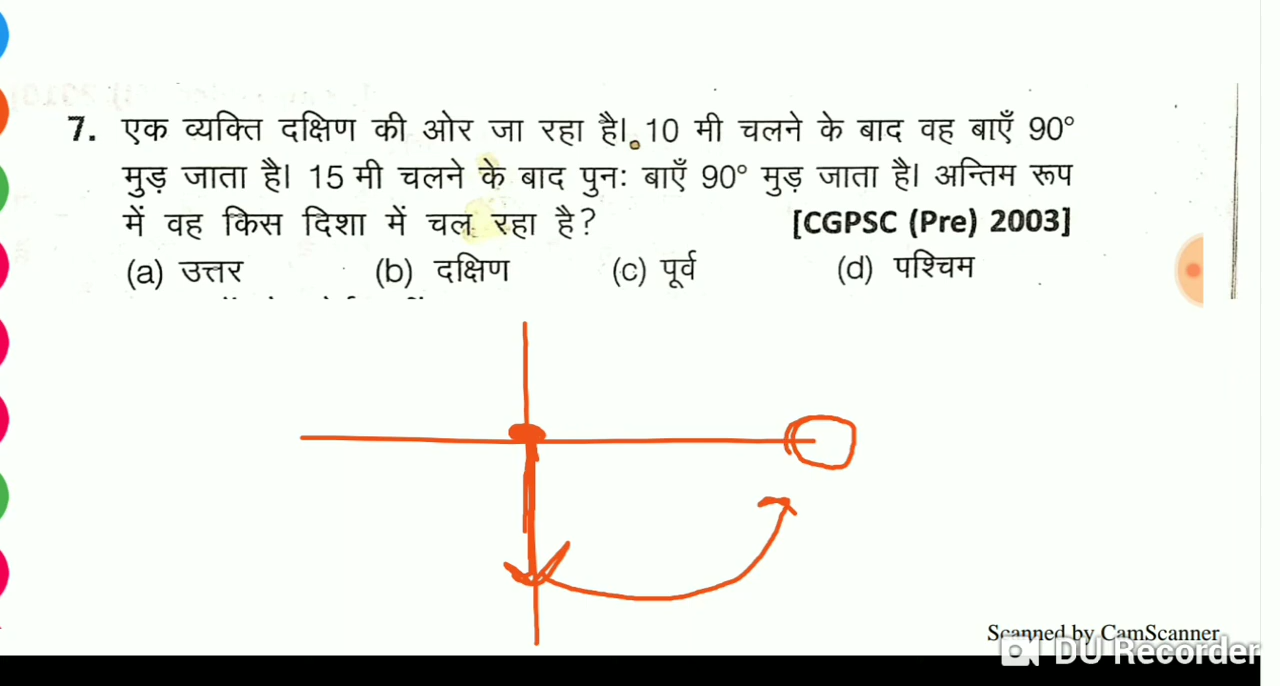 7. एक व्यक्ति दक्षिण की ओर जा रहा है। 10 मी चलने के बाद वह बाएँ 90°
मुड़ जाता है। 15 मी चलने के बाद पुनः बाएँ 90° मुड़ जाता है। अन्तिम रूप
में वह किस दिशा में चल रहा है? [CGPSC (Pre) 2003]
(a) उत्तर (b) दक्षिण (c) पूर्व (d) पश्चिम
Scanned by CamScanner
DU Recorder